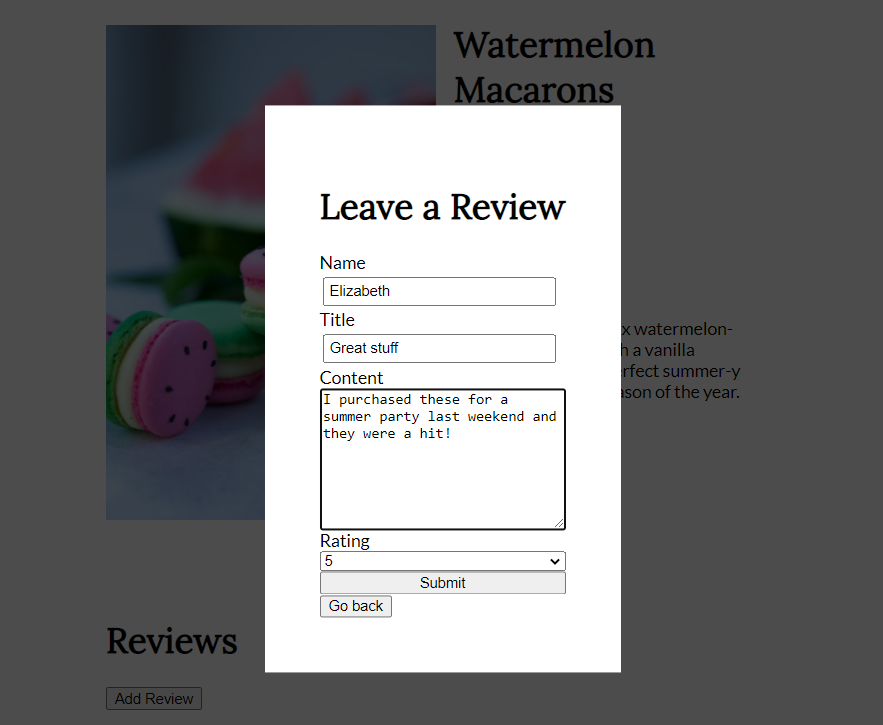 Watermelon
Macarons
Leave a Review
Name
Elizabeth
Title
Great stuff
x watermelon-
h a vanilla
rfect summer-y
ason of the year.
Content
I purchased these for a
summer party last weekend and
they were a hit!
Rating
5
Submit
Go back
Reviews
Add Review